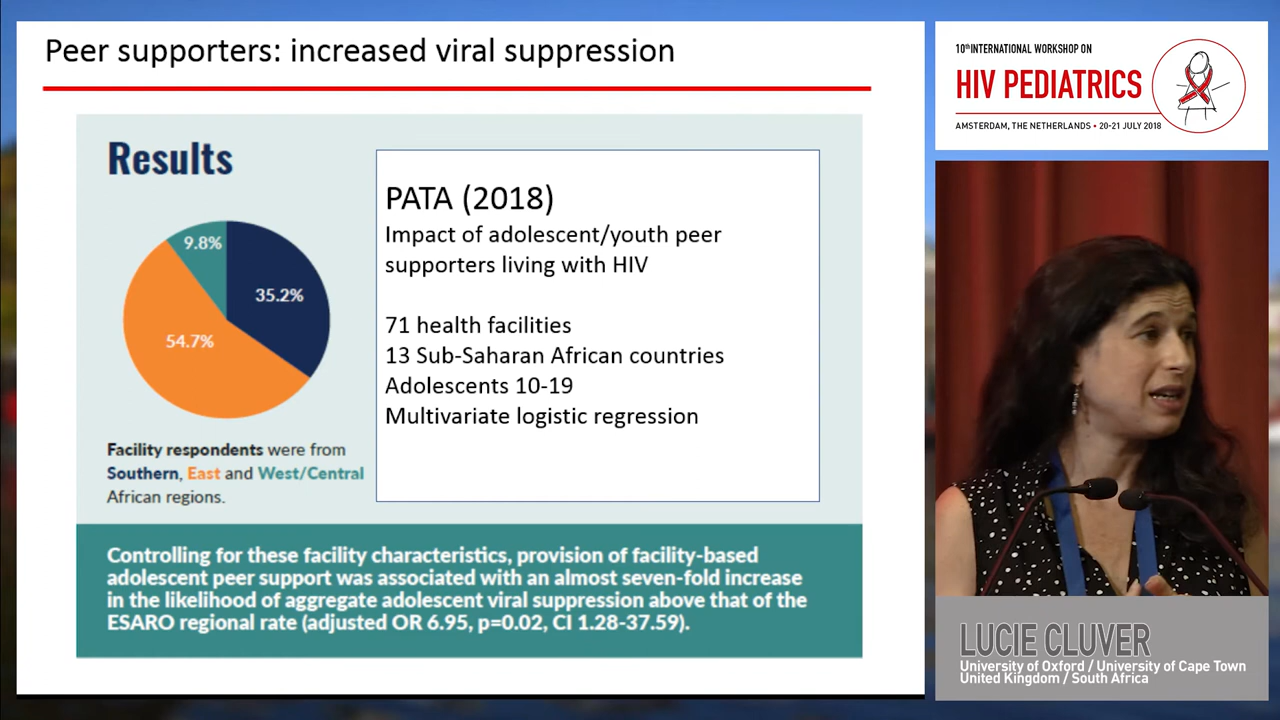 Peer supporters: increased viral suppression
Results
9.8%
35.2%
54.7%
Facility respondents were from
Southern, East and West/Central
African regions.
PATA (2018)
Impact of adolescent/youth peer
supporters living with HIV
71 health facilities
13 Sub-Saharan African countries
Adolescents 10-19
Multivariate logistic regression
Controlling for these facility characteristics, provision of facility-based
adolescent peer support was associated with an almost seven-fold increase
in the likelihood of aggregate adolescent viral suppression above that of the
ESARO regional rate (adjusted OR 6.95, p=0.02, CI 1.28-37.59).
10th INTERNATIONAL WORKSHOP ON
HIV PEDIATRICS
AMSTERDAM, THE NETHERLANDS • 20-21 JULY 2018
LUCIE CLUVER
University of Oxford / University of Cape Town
United Kingdom / South Africa